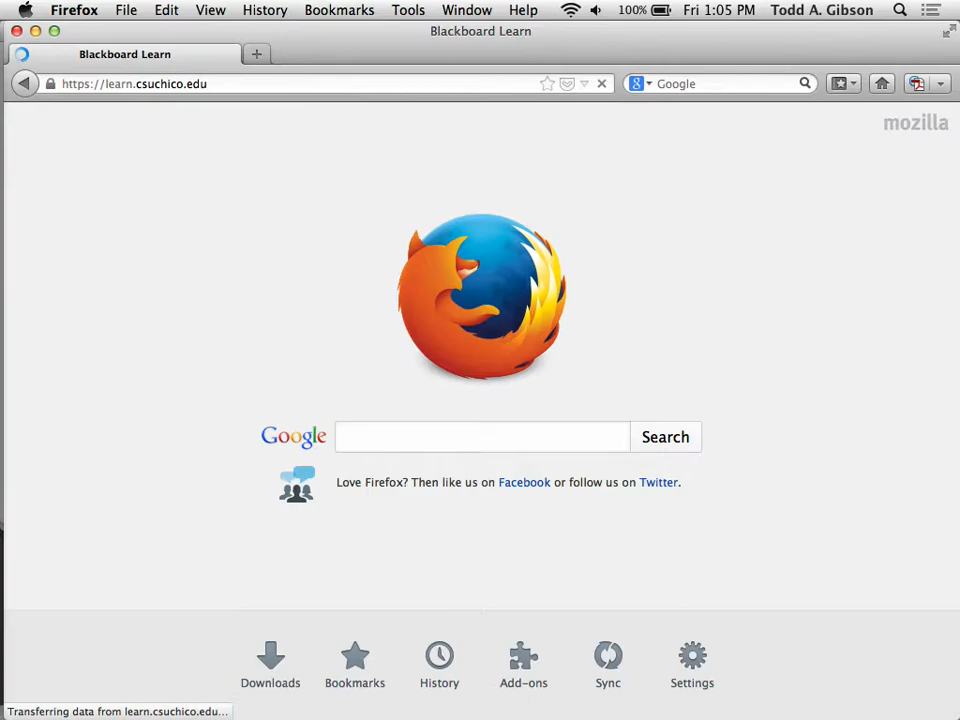 Firefox File Edit View History Bookmarks Tools Window Help 100% Fri 1:05 PM Todd A. Gibson
Blackboard Learn
Blackboard Learn
https://learn.csuchico.edu
Google
mozilla
Google
Search
Love Firefox? Then like us on Facebook or follow us on Twitter.
Downloads Bookmarks History Add-ons Sync Settings
Transferring data from learn.csuchico.edu...